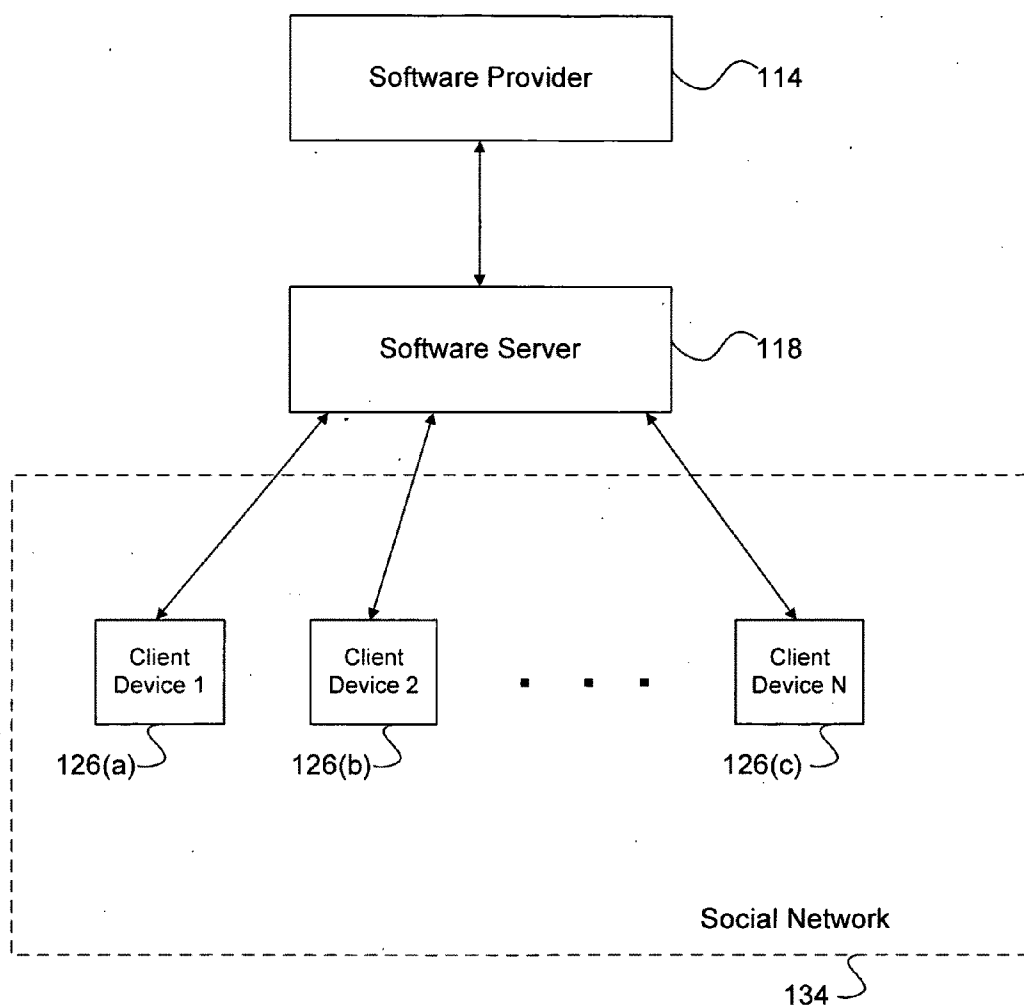 Software Provider
114
Software Server
118
Client
Device 1
Client
Device 2
Client
Device N
126(a)
126(b)
126(c)
Social Network
134